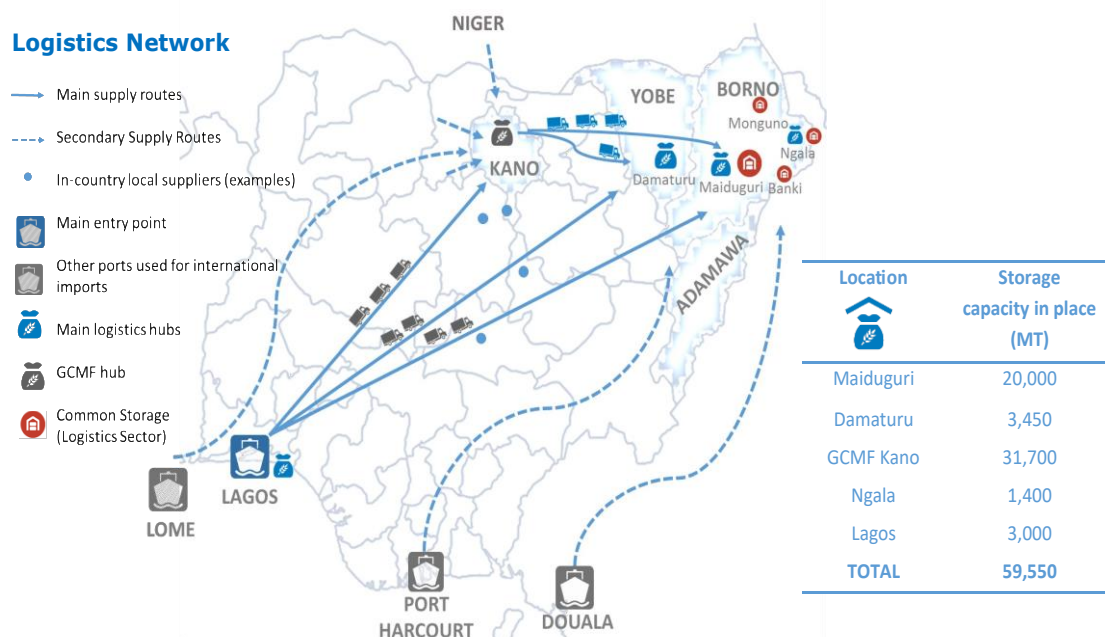 Logistics Network
Main supply routes
Secondary Supply Routes
In-country local suppliers (examples)
Main entry point
Other ports used for international
imports
Main logistics hubs
GCMF hub
Common Storage
(Logistics Sector)
NIGER
YOBE
BORNO
Monguno
Ngala
KANO
Damaturu
Maiduguri
Banki
ADAMAWA
LAGOS
LOME
PORT
HARCOURT
DOUALA
Location
Storage
capacity in place
(MT)
Maiduguri 20,000
Damaturu 3,450
GCMF Kano 31,700
Ngala 1,400
Lagos 3,000
TOTAL 59,550